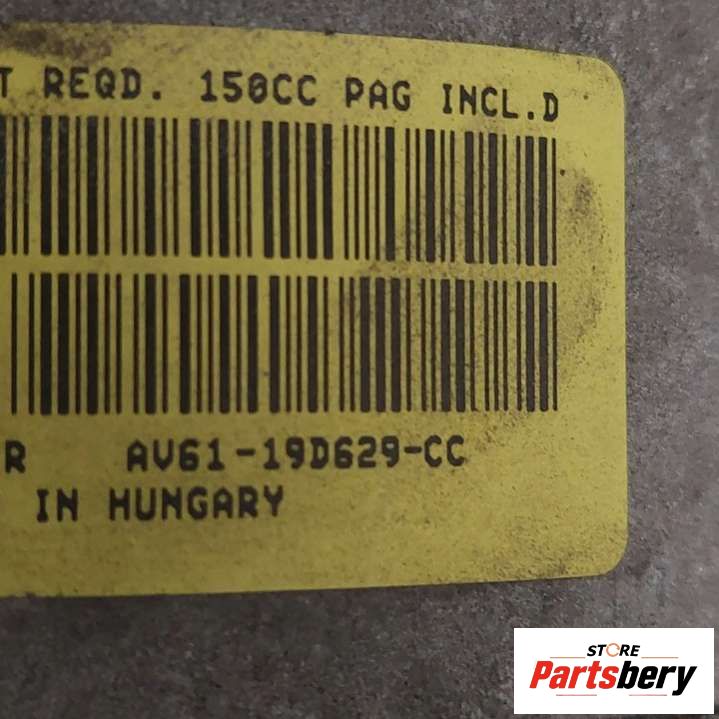 T REQD. 150CC PAG INCL.D
R AV61-19D629-CC
IN HUNGARY
STORE
Partsbery